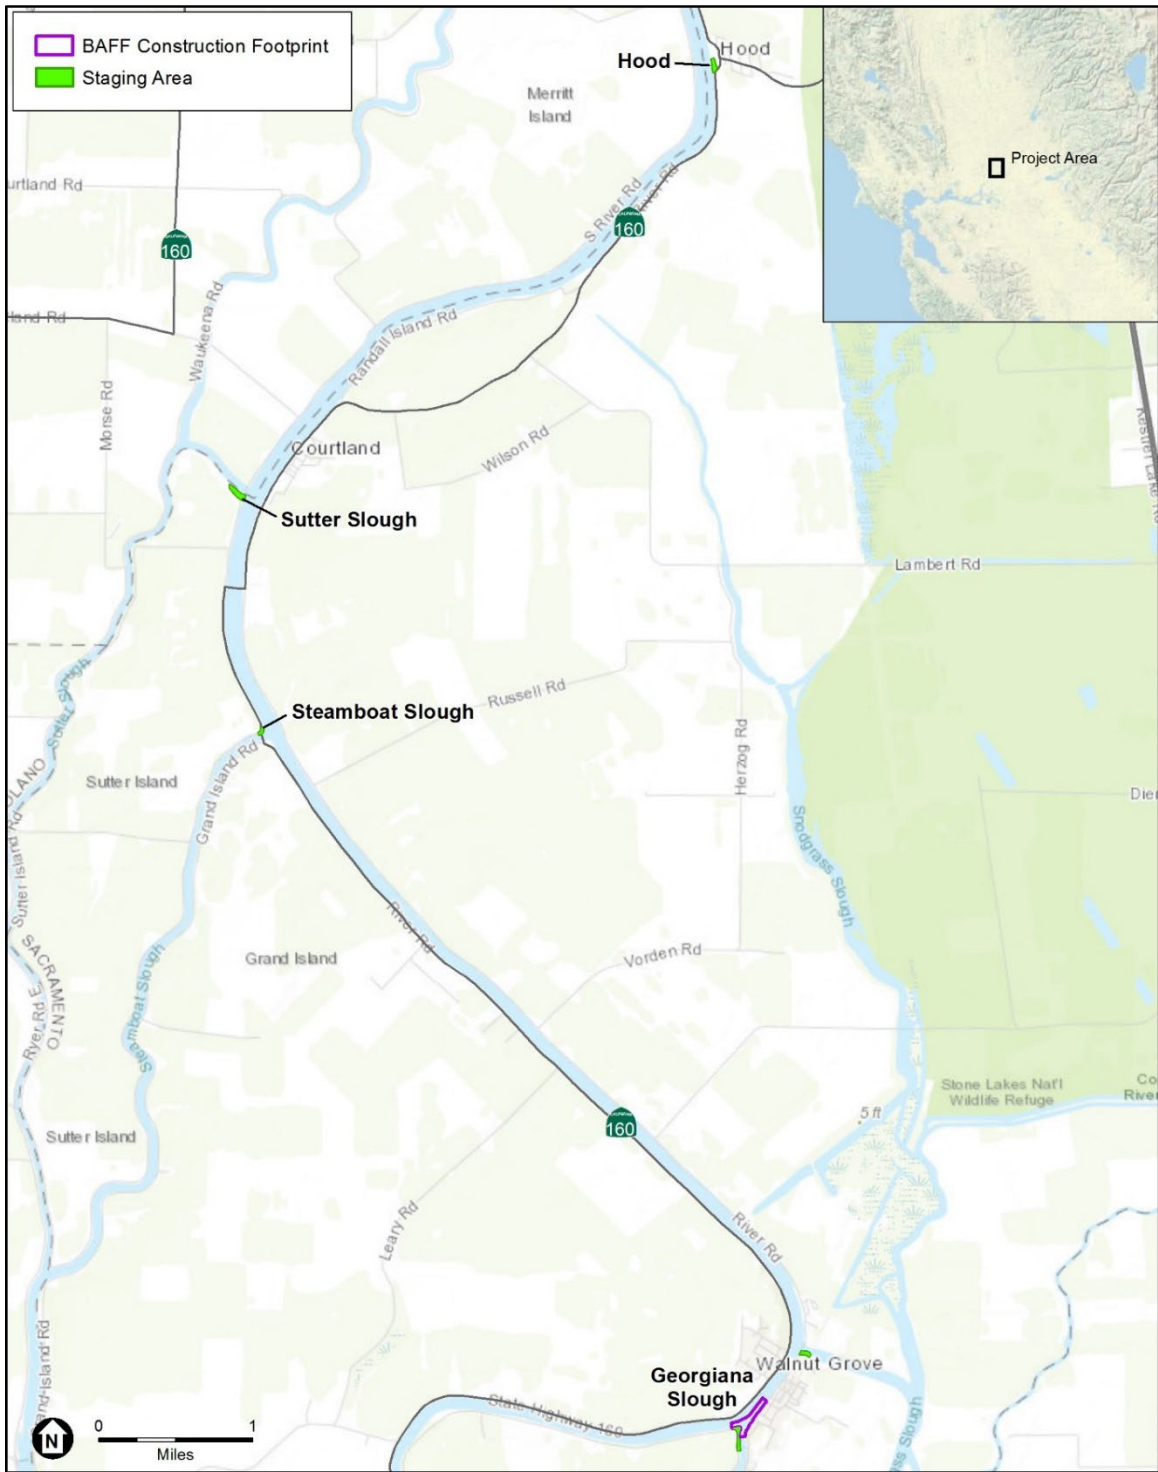 BAFF Construction Footprint
Staging Area
Hood
Hood
Merritt
Island
Project Area
160
S River Rd
River Rd
160
Waukeena Rd
Randall Island Rd
Morse Rd
Courtland
Wilson Rd
Kestrel Lake Rd
Sutter Slough
Lambert Rd
Sutter Slough
Steamboat Slough
Russell Rd
Herzog Rd
Sutter Island
Grand Island Rd
Sutter Island Rd
Snodgrass Slough
River Rd
SACRAMENTO
Grand Island
Vorden Rd
Ryer Rd E
Steamboat Slough
Stone Lakes Nat'l
Wildlife Refuge
5 ft
160
Sutter Island
Leary Rd
River Rd
Walnut Grove
Georgiana
Slough
State Highway 160
N
0
1
Miles